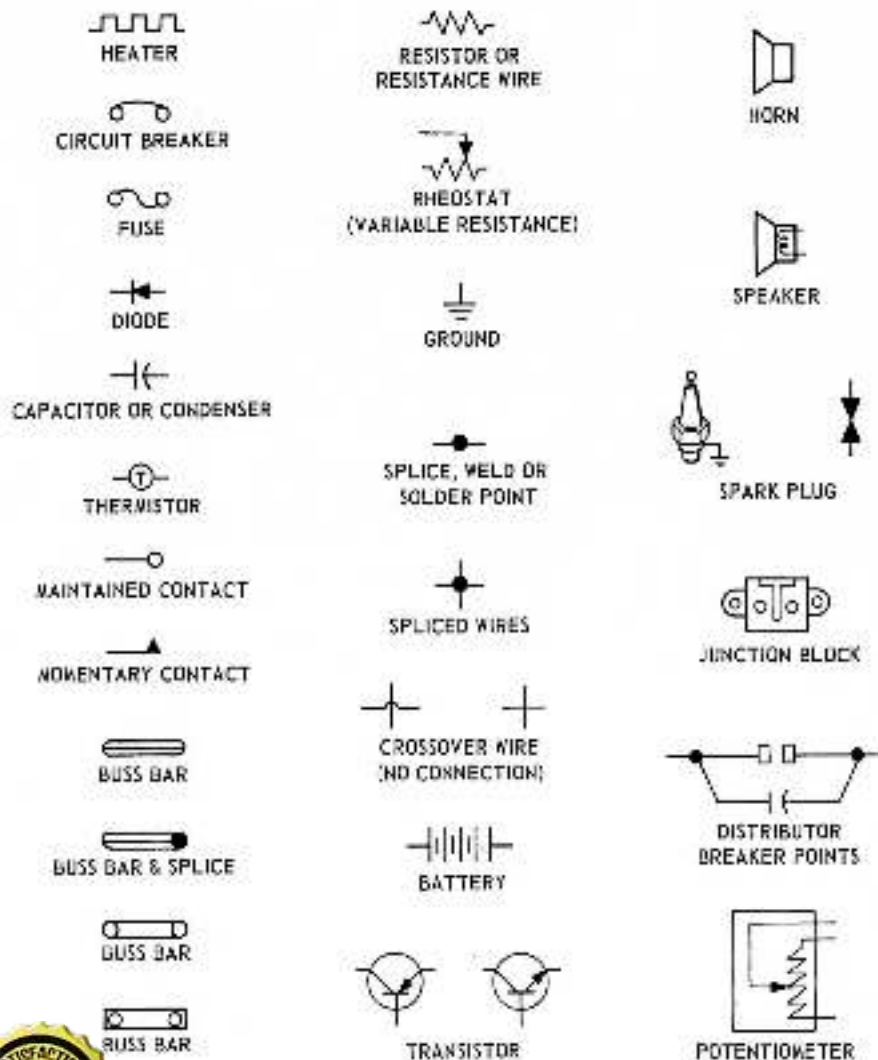 HEATER
CIRCUIT BREAKER
FUSE
DIODE
CAPACITOR OR CONDENSER
T
THERMISTOR
MAINTAINED CONTACT
MOMENTARY CONTACT
BUSS BAR
BUSS BAR & SPLICE
BUSS BAR
BUSS BAR
RESISTOR OR
RESISTANCE WIRE
RHEOSTAT
(VARIABLE RESISTANCE)
GROUND
SPLICE, WELD OR
SOLDER POINT
SPLICED WIRES
CROSSOVER WIRE
(NO CONNECTION)
BATTERY
TRANSISTOR
HORN
SPEAKER
SPARK PLUG
JUNCTION BLOCK
DISTRIBUTOR
BREAKER POINTS
POTENTIOMETER